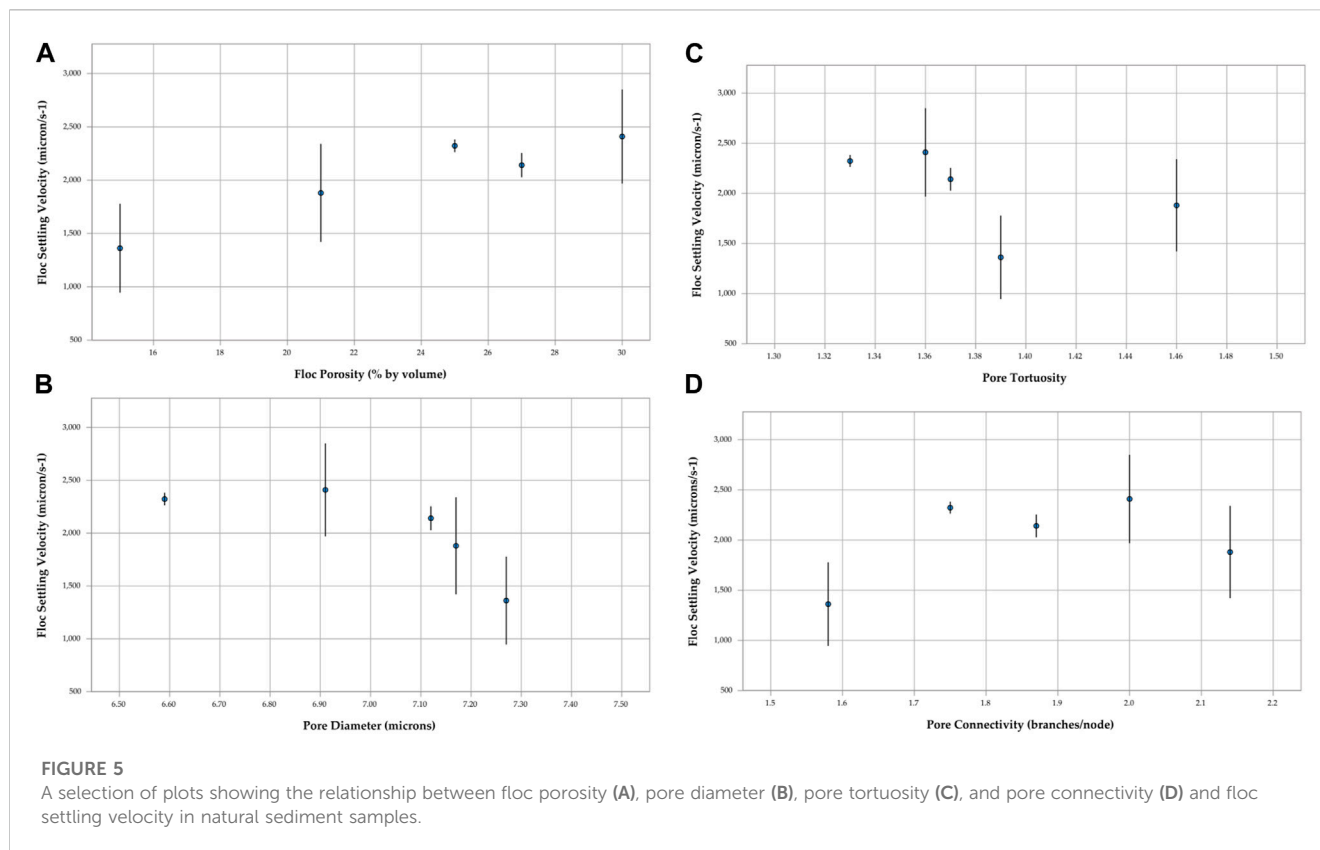 A
3,000
2,500
2,000
1,500
1,000
500
Floc Settling Velocity (micron/s-1)
16 18 20 22 24 26 28 30
Floc Porosity (% by volume)
B
3,000
2,500
2,000
1,500
1,000
500
Floc Settling Velocity (micron/s-1)
6.50 6.60 6.70 6.80 6.90 7.00 7.10 7.20 7.30 7.40 7.50
Pore Diameter (microns)
C
3,000
2,500
2,000
1,500
1,000
500
Floc Settling Velocity (micron/s-1)
1.30 1.32 1.34 1.36 1.38 1.40 1.42 1.44 1.46 1.48 1.50
Pore Tortuosity
D
3,000
2,500
2,000
1,500
1,000
500
Floc Settling Velocity (microns/s-1)
1.5 1.6 1.7 1.8 1.9 2.0 2.1 2.2
Pore Connectivity (branches/node)
FIGURE 5
A selection of plots showing the relationship between floc porosity (A), pore diameter (B), pore tortuosity (C), and pore connectivity (D) and floc
settling velocity in natural sediment samples.